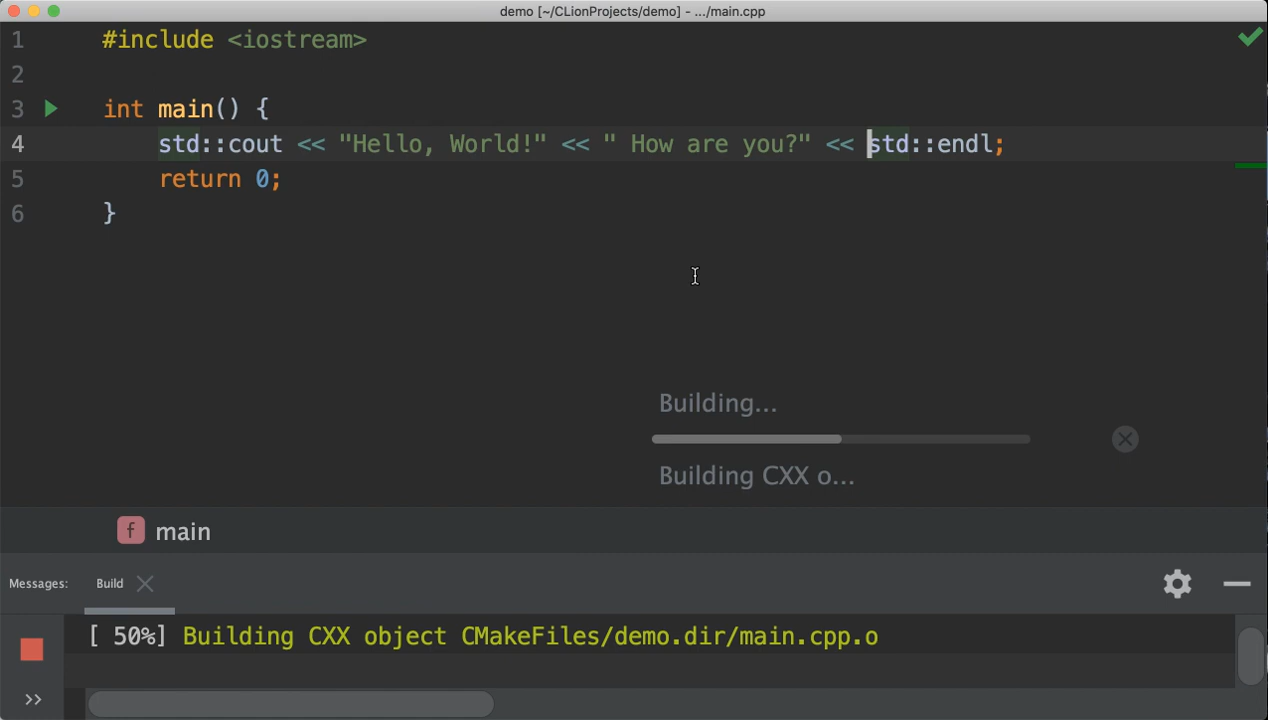 demo [~/CLionProjects/demo] - .../main.cpp
1 #include <iostream>
2
3 int main() {
4 std::cout << "Hello, World!" << " How are you?" << std::endl;
5 return 0;
6 }
Building...
Building CXX o...
f main
Messages: Build
[ 50%] Building CXX object CMakeFiles/demo.dir/main.cpp.o